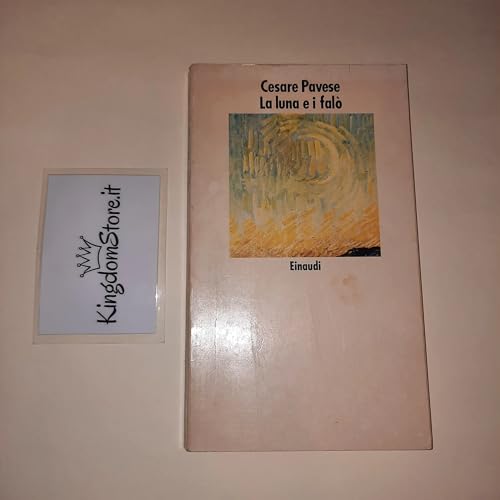 Cesare Pavese
La luna e i falò
Einaudi
KingdomStore.it